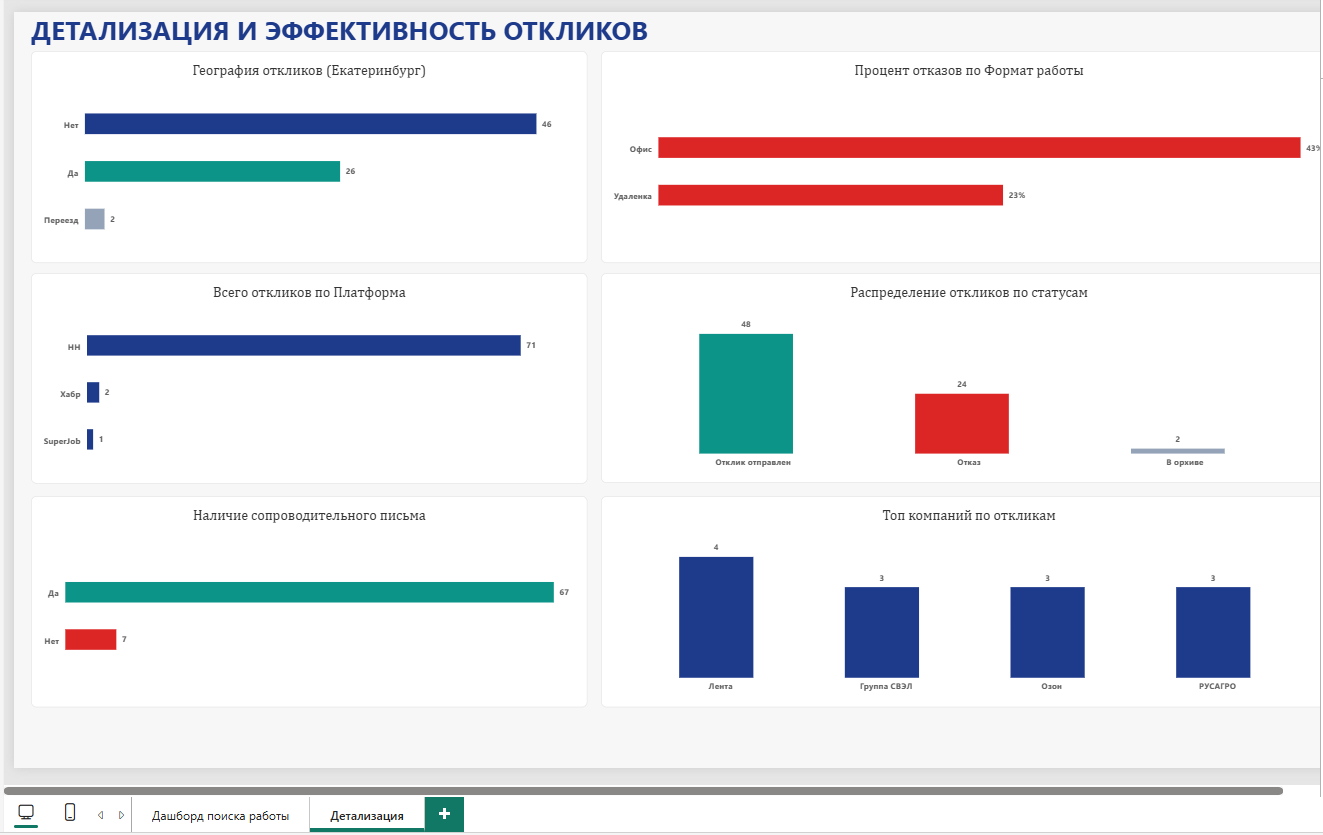 ДЕТАЛИЗАЦИЯ И ЭФФЕКТИВНОСТЬ ОТКЛИКОВ
География откликов (Екатеринбург)
Нет 46
Да 26
Переезд 2
Процент отказов по Формат работы
Офис 43%
Удаленка 23%
Всего откликов по Платформа
HH 71
Хабр 2
SuperJob 1
Распределение откликов по статусам
48 24 2
Отклик отправлен Отказ В орхиве
Наличие сопроводительного письма
Да 67
Нет 7
Топ компаний по откликам
4 3 3 3
Лента Группа СВЭЛ Озон РУСАГРО
Дашборд поиска работы Детализация